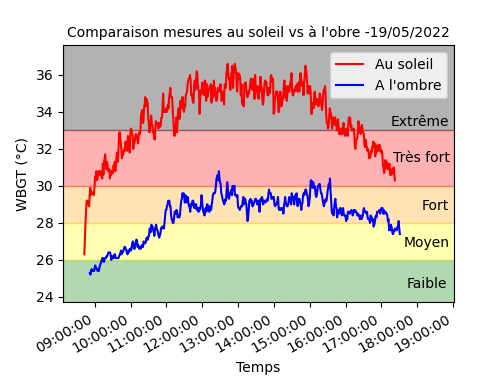 Comparaison mesures au soleil vs à l'obre -19/05/2022
Au soleil
A l'ombre
36
34
32
30
28
26
24
WBGT (°C)
Extrême
Très fort
Fort
Moyen
Faible
09:00:00
10:00:00
11:00:00
12:00:00
13:00:00
14:00:00
15:00:00
16:00:00
17:00:00
18:00:00
19:00:00
Temps